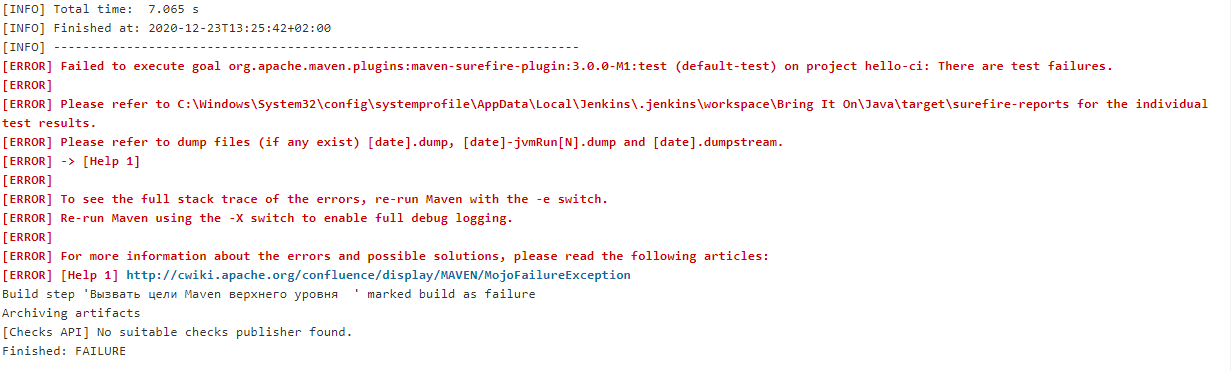 [INFO] Total time:  7.065 s
[INFO] Finished at: 2020-12-23T13:25:42+02:00
[INFO] ------------------------------------------------------------------------
[ERROR] Failed to execute goal org.apache.maven.plugins:maven-surefire-plugin:3.0.0-M1:test (default-test) on project hello-ci: There are test failures.
[ERROR]
[ERROR] Please refer to C:\Windows\System32\config\systemprofile\AppData\Local\Jenkins\.jenkins\workspace\Bring It On\Java\target\surefire-reports for the individual
test results.
[ERROR] Please refer to dump files (if any exist) [date].dump, [date]-jvmRun[N].dump and [date].dumpstream.
[ERROR] -> [Help 1]
[ERROR]
[ERROR] To see the full stack trace of the errors, re-run Maven with the -e switch.
[ERROR] Re-run Maven using the -X switch to enable full debug logging.
[ERROR]
[ERROR] For more information about the errors and possible solutions, please read the following articles:
[ERROR] [Help 1] http://cwiki.apache.org/confluence/display/MAVEN/MojoFailureException
Build step 'Вызвать цели Maven верхнего уровня  ' marked build as failure
Archiving artifacts
[Checks API] No suitable checks publisher found.
Finished: FAILURE